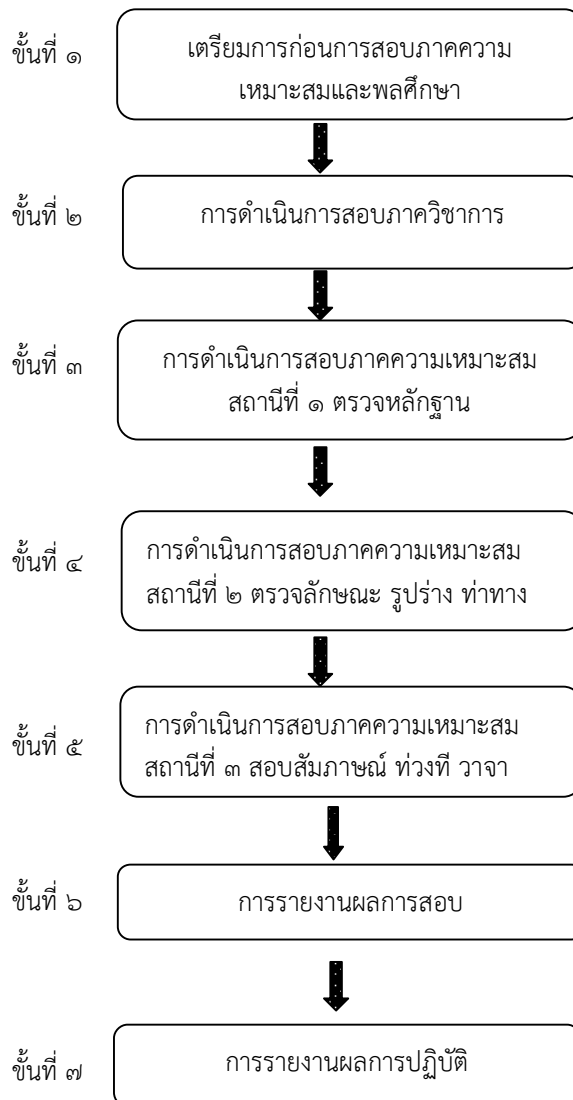 ขั้นที่ ๑
เตรียมการก่อนการสอบภาคความ
เหมาะสมและพลศึกษา
ขั้นที่ ๒
การดำเนินการสอบภาควิชาการ
ขั้นที่ ๓
การดำเนินการสอบภาคความเหมาะสม
สถานีที่ ๑ ตรวจหลักฐาน
ขั้นที่ ๔
การดำเนินการสอบภาคความเหมาะสม
สถานีที่ ๒ ตรวจลักษณะ รูปร่าง ท่าทาง
ขั้นที่ ๕
การดำเนินการสอบภาคความเหมาะสม
สถานีที่ ๓ สอบสัมภาษณ์ ท่วงที วาจา
ขั้นที่ ๖
การรายงานผลการสอบ
ขั้นที่ ๗
การรายงานผลการปฏิบัติ